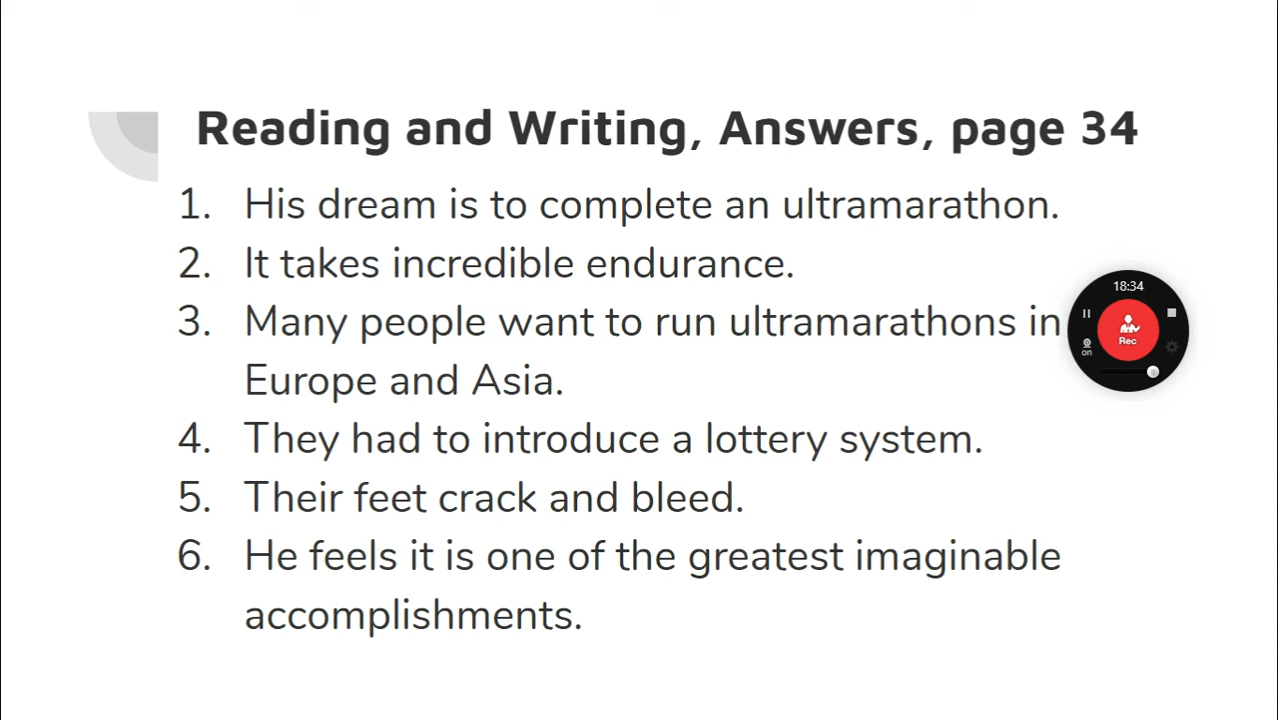 Reading and Writing, Answers, page 34
1. His dream is to complete an ultramarathon.
2. It takes incredible endurance.
3. Many people want to run ultramarathons in
Europe and Asia.
4. They had to introduce a lottery system.
5. Their feet crack and bleed.
6. He feels it is one of the greatest imaginable
accomplishments.
18:34
Rec
on